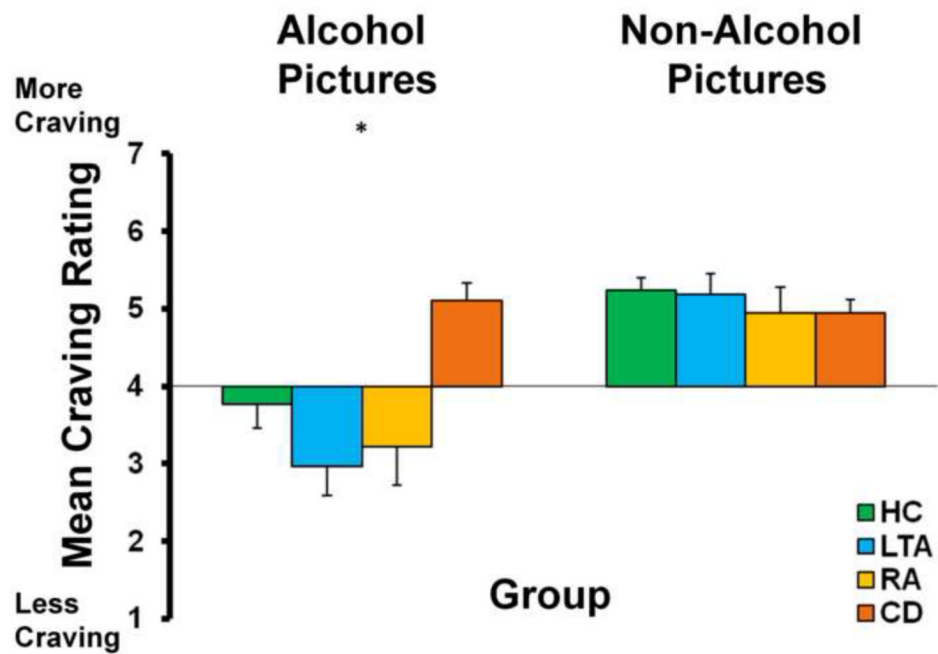 Alcohol
Pictures
Non-Alcohol
Pictures
More
Craving
*
Mean Craving Rating
7
6
5
4
3
2
1
Less
Craving
Group
HC
LTA
RA
CD